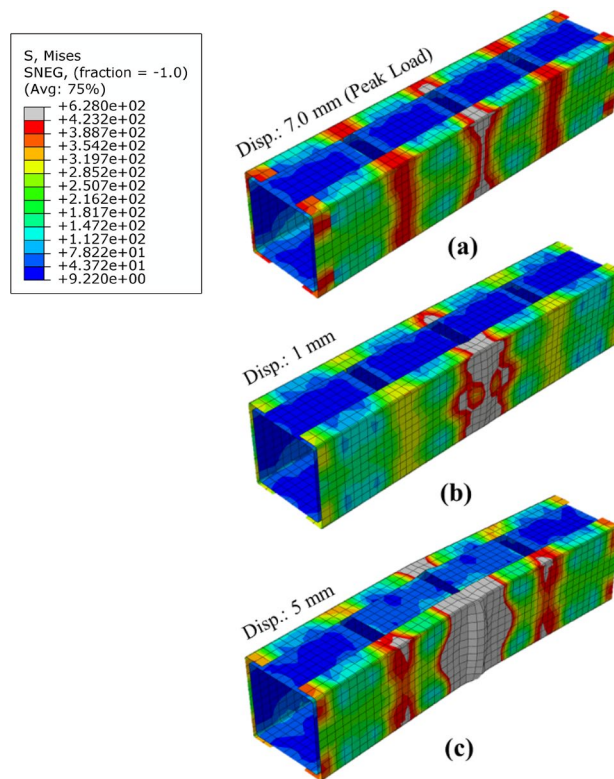 S, Mises
SNEG, (fraction = -1.0)
(Avg: 75%)
+6.280e+02
+4.232e+02
+3.887e+02
+3.542e+02
+3.197e+02
+2.852e+02
+2.507e+02
+2.162e+02
+1.817e+02
+1.472e+02
+1.127e+02
+7.822e+01
+4.372e+01
+9.220e+00
Disp.: 7.0 mm (Peak Load)
(a)
Disp.: 1 mm
(b)
Disp.: 5 mm
(c)